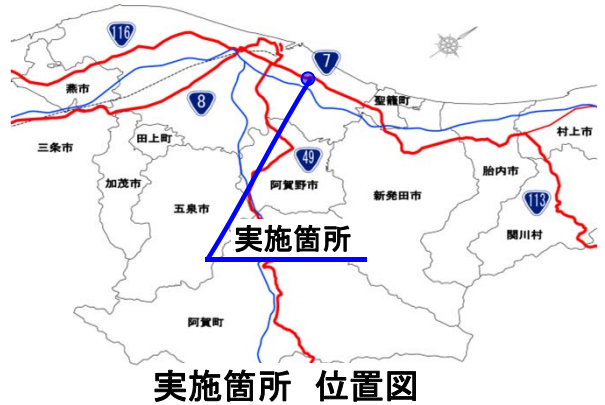 116
7
燕市
8
聖籠町
村上市
三条市
田上町
49
胎内市
加茂市
阿賀野市
新発田市
113
五泉市
関川村
実施箇所
阿賀町
実施箇所 位置図